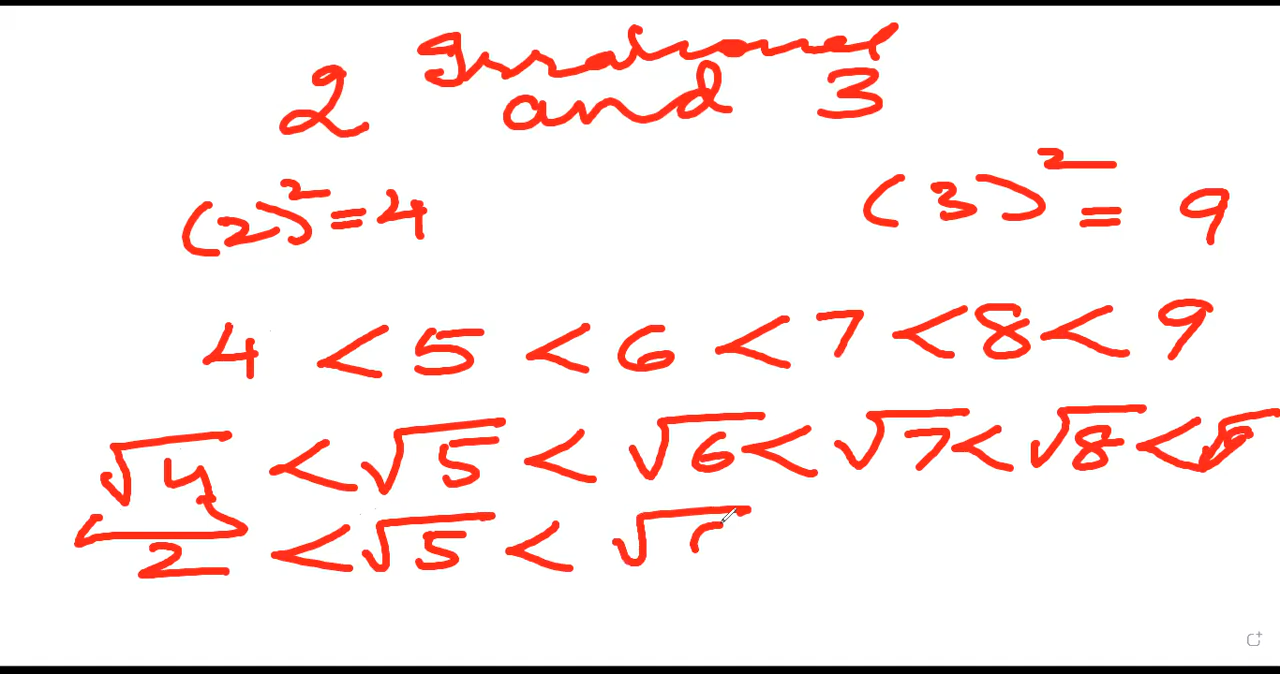 Irrational
2 and 3
(2)² = 4 (3)² = 9
4 < 5 < 6 < 7 < 8 < 9
√4 < √5 < √6 < √7 < √8 < √9
2 < √5 < √